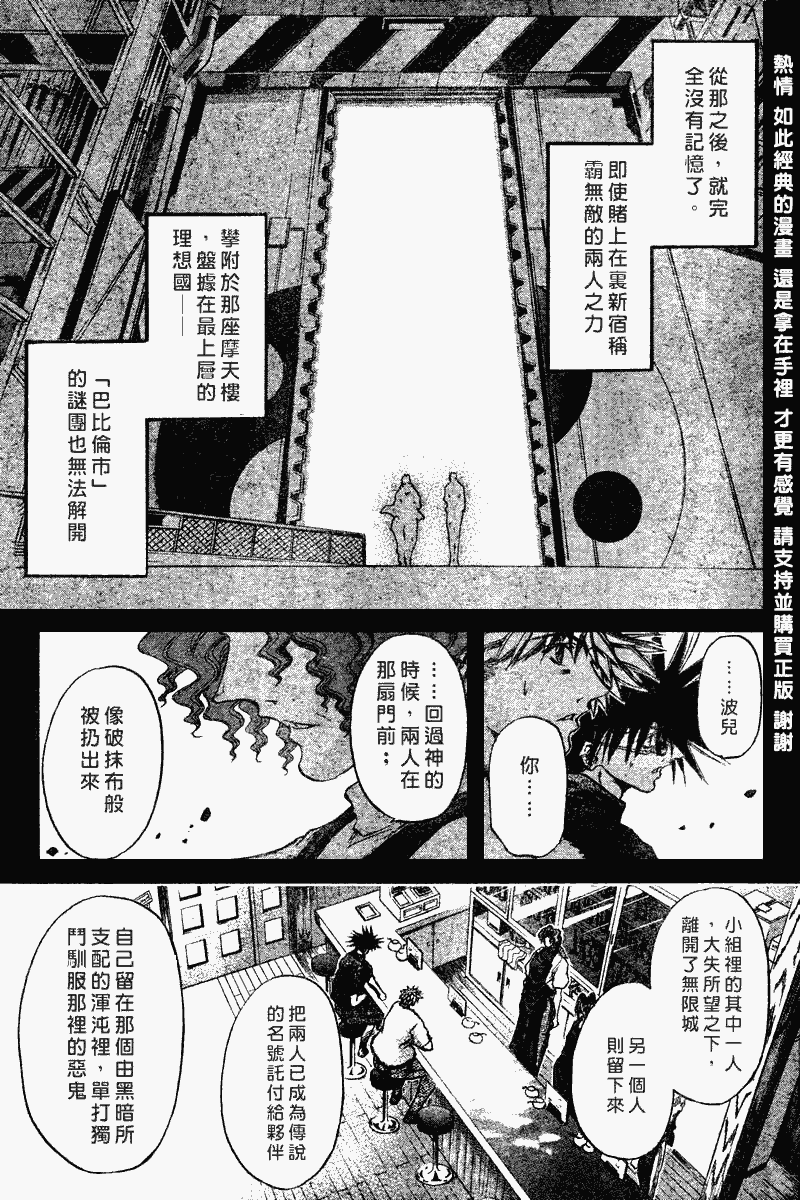 熱情 如此經典的漫畫 還是拿在手裡 才更有感覺 請支持並購買正版 謝謝
從那之後，就完
全沒有記憶了。
即使賭上在裏新宿稱
霸無敵的兩人之力
攀附於那座摩天樓
，盤據在最上層的
理想國——
「巴比倫市」
的謎團也無法解開
……波兒
你……
……回過神的
時候，兩人在
那扇門前；
像破抹布般
被扔出來
小組裡的其中一人
，大失所望之下，
離開了無限城
另一個人
則留下來
把兩人已成為傳說
的名號託付給夥伴
自己留在那個由黑暗所
支配的渾沌裡，單打獨
鬥馴服那裡的惡鬼